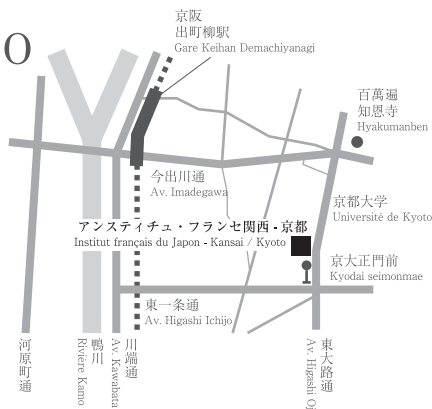 京阪
出町柳駅
Gare Keihan Demachiyanagi
O
百萬遍
知恩寺
Hyakumanben
今出川通
Av. Imadegawa
京都大学
Université de Kyoto
アンスティチュ・フランセ関西 - 京都
Institut français du Japon - Kansai / Kyoto
京大正門前
Kyodai seimonmae
東一条通
Av. Higashi Ichijo
河原町通
鴨川
Rivière Kamo
川端通
Av. Kawabata
東大路通
Av. Higashi Oj